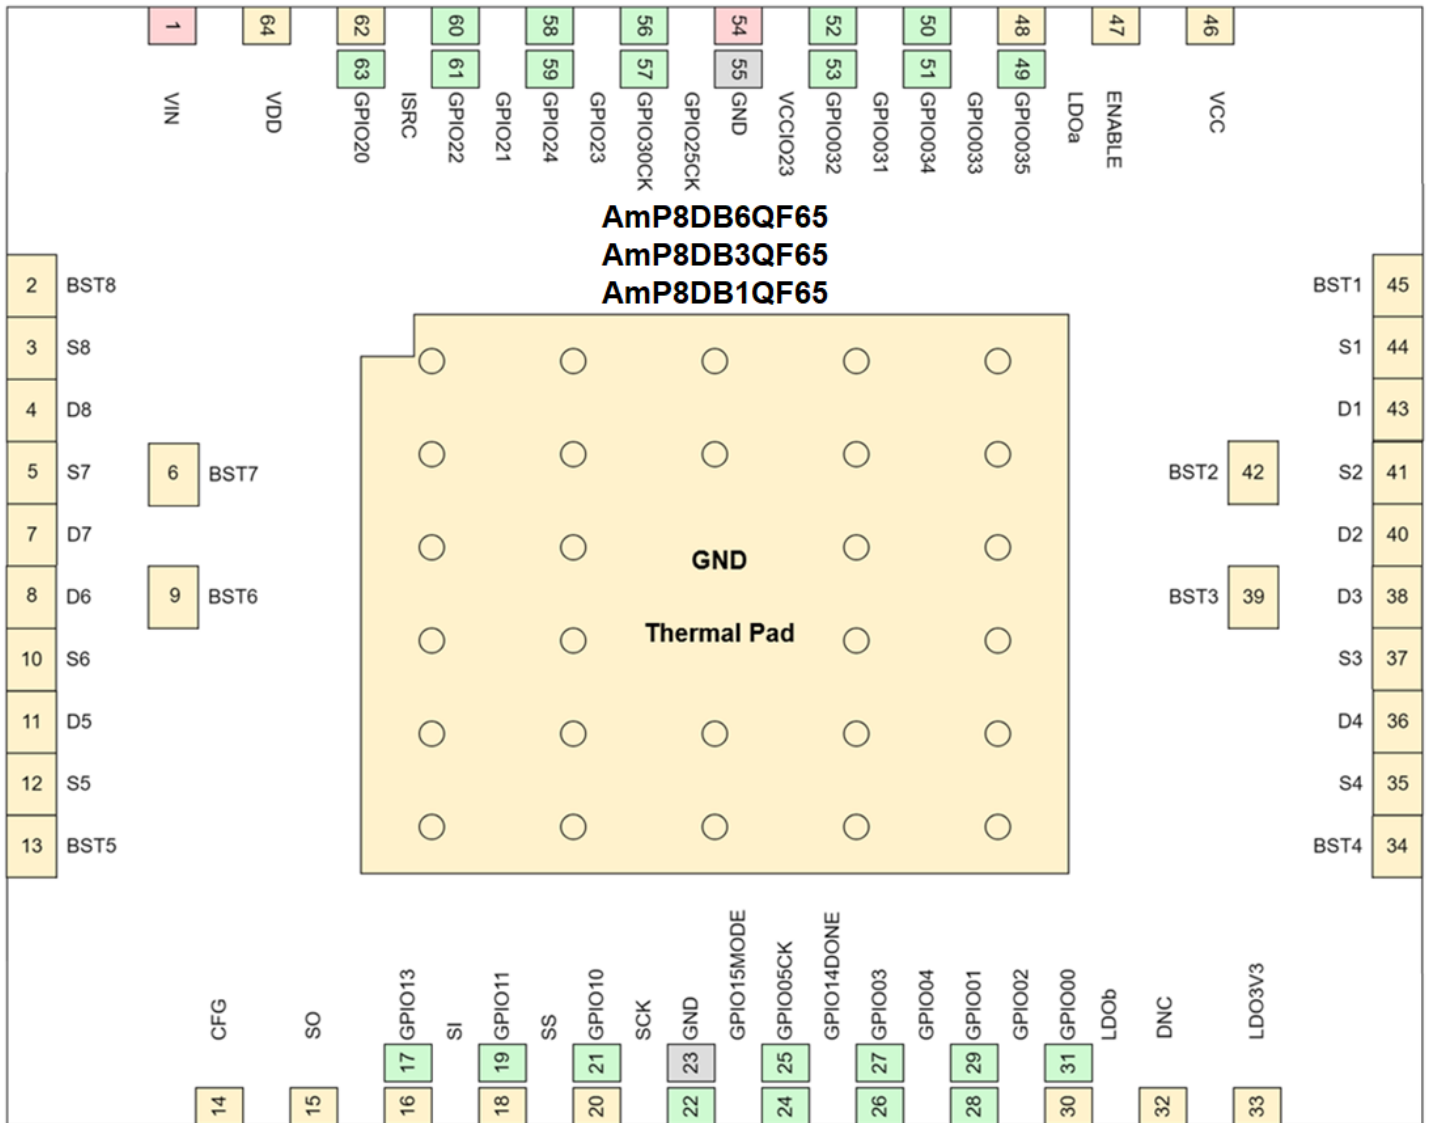 1 64 62 60 58 56 54 52 50 48 47 46
63 61 59 57 55 53 51 49
VIN VDD GPIO20 ISRC GPIO22 GPIO21 GPIO24 GPIO23 GPIO30CK GPIO25CK GND VCCIO23 GPIO032 GPIO031 GPIO034 GPIO033 GPIO035 LDOa ENABLE VCC
AmP8DB6QF65
AmP8DB3QF65
AmP8DB1QF65
2 BST8 BST1 45
3 S8 S1 44
4 D8 D1 43
5 S7 6 BST7 BST2 42 S2 41
7 D7 D2 40
GND
8 D6 9 BST6 BST3 39 D3 38
Thermal Pad
10 S6 S3 37
11 D5 D4 36
12 S5 S4 35
13 BST5 BST4 34
CFG SO GPIO13 SI GPIO11 SS GPIO10 SCK GND GPIO15MODE GPIO05CK GPIO14DONE GPIO03 GPIO04 GPIO01 GPIO02 GPIO00 LDOb DNC LDO3V3
17 19 21 23 25 27 29 31
14 15 16 18 20 22 24 26 28 30 32 33